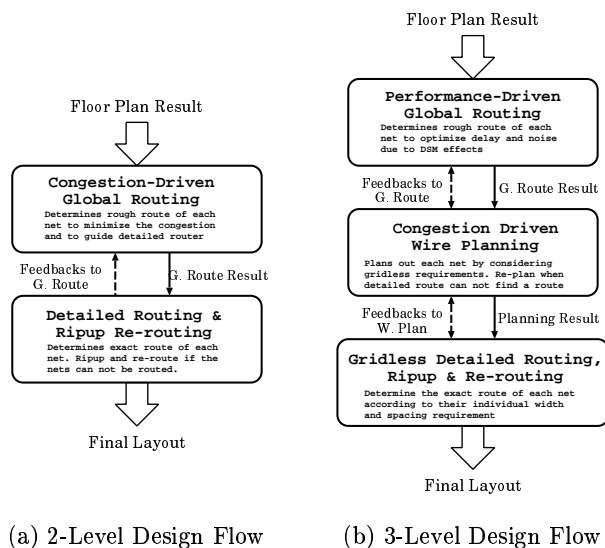 Floor Plan Result
Congestion-Driven
Global Routing
Determines rough route of each
net to minimize the congestion
and to guide detailed router
Feedbacks to
G. Route
G. Route Result
Detailed Routing &
Ripup Re-routing
Determines exact route of each
net. Ripup and re-route if the
nets can not be routed.
Final Layout
(a) 2-Level Design Flow
Floor Plan Result
Performance-Driven
Global Routing
Determines rough route of each
net to optimize delay and noise
due to DSM effects
Feedbacks to
G. Route
G. Route Result
Congestion Driven
Wire Planning
Plans out each net by considering
gridless requirements. Re-plan when
detailed route can not find a route
Feedbacks to
W. Plan
Planning Result
Gridless Detailed Routing,
Ripup & Re-routing
Determine the exact route of each net
according to their individual width
and spacing requirement
Final Layout
(b) 3-Level Design Flow